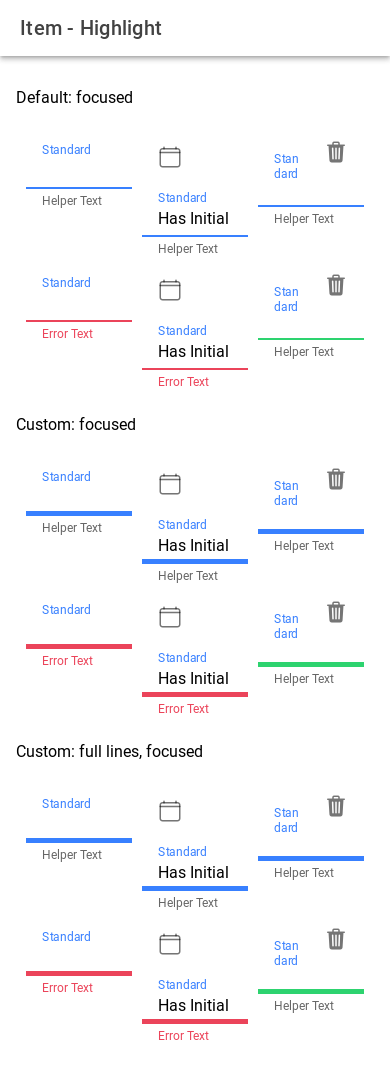 Item - Highlight
Default: focused
Standard
Helper Text
Standard
Has Initial
Helper Text
Stan
dard
Helper Text
Standard
Error Text
Standard
Has Initial
Error Text
Stan
dard
Helper Text
Custom: focused
Standard
Helper Text
Standard
Has Initial
Helper Text
Stan
dard
Helper Text
Standard
Error Text
Standard
Has Initial
Error Text
Stan
dard
Helper Text
Custom: full lines, focused
Standard
Helper Text
Standard
Has Initial
Helper Text
Stan
dard
Helper Text
Standard
Error Text
Standard
Has Initial
Error Text
Stan
dard
Helper Text